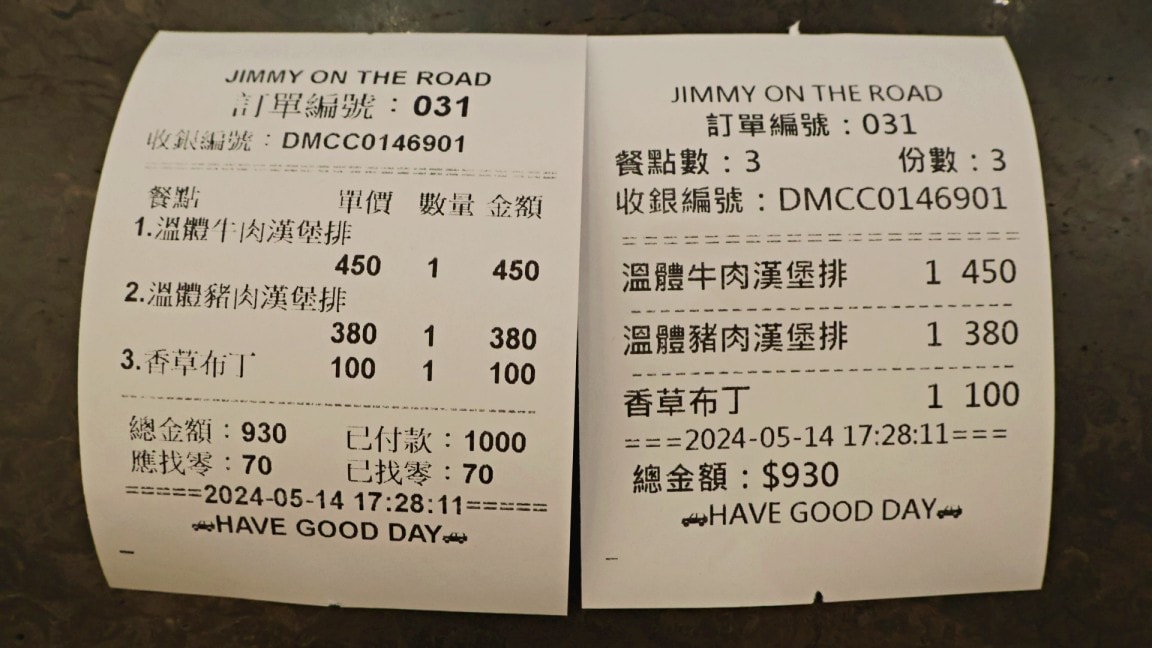 JIMMY ON THE ROAD
訂單編號：031
收銀編號：DMCC0146901
餐點 單價 數量 金額
1.溫體牛肉漢堡排
450 1 450
2.溫體豬肉漢堡排
380 1 380
3.香草布丁 100 1 100
總金額：930 已付款：1000
應找零：70 已找零：70
=====2024-05-14 17:28:11=====
🚗HAVE GOOD DAY🚗
JIMMY ON THE ROAD
訂單編號：031
餐點數：3 份數：3
收銀編號：DMCC0146901
溫體牛肉漢堡排 1 450
溫體豬肉漢堡排 1 380
香草布丁 1 100
===2024-05-14 17:28:11===
總金額：$930
🚗HAVE GOOD DAY🚗